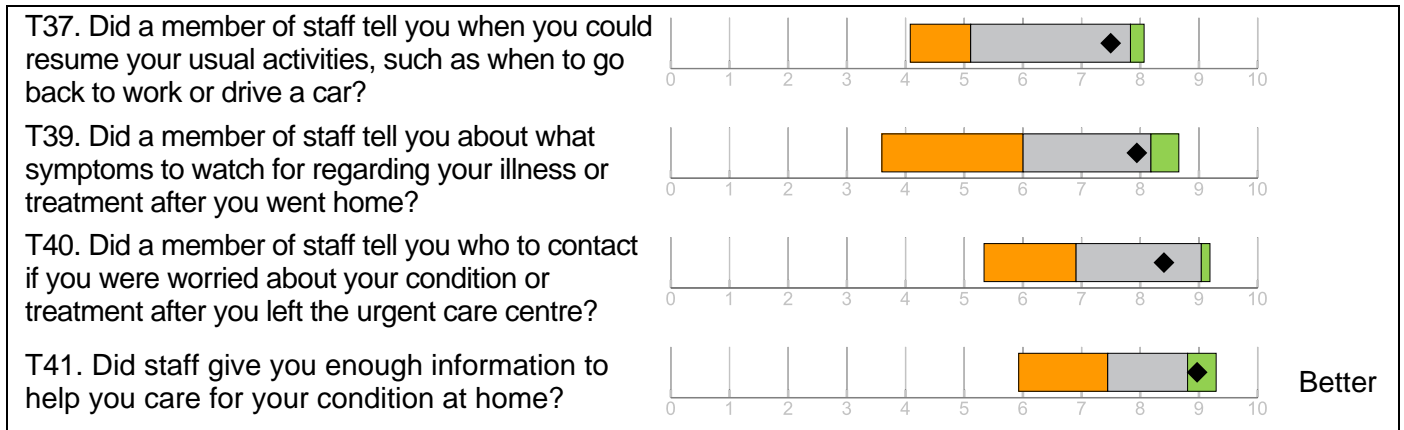 T37. Did a member of staff tell you when you could
resume your usual activities, such as when to go
back to work or drive a car?
0 1 2 3 4 5 6 7 8 9 10
T39. Did a member of staff tell you about what
symptoms to watch for regarding your illness or
treatment after you went home?
0 1 2 3 4 5 6 7 8 9 10
T40. Did a member of staff tell you who to contact
if you were worried about your condition or
treatment after you left the urgent care centre?
0 1 2 3 4 5 6 7 8 9 10
T41. Did staff give you enough information to
help you care for your condition at home?
0 1 2 3 4 5 6 7 8 9 10
Better